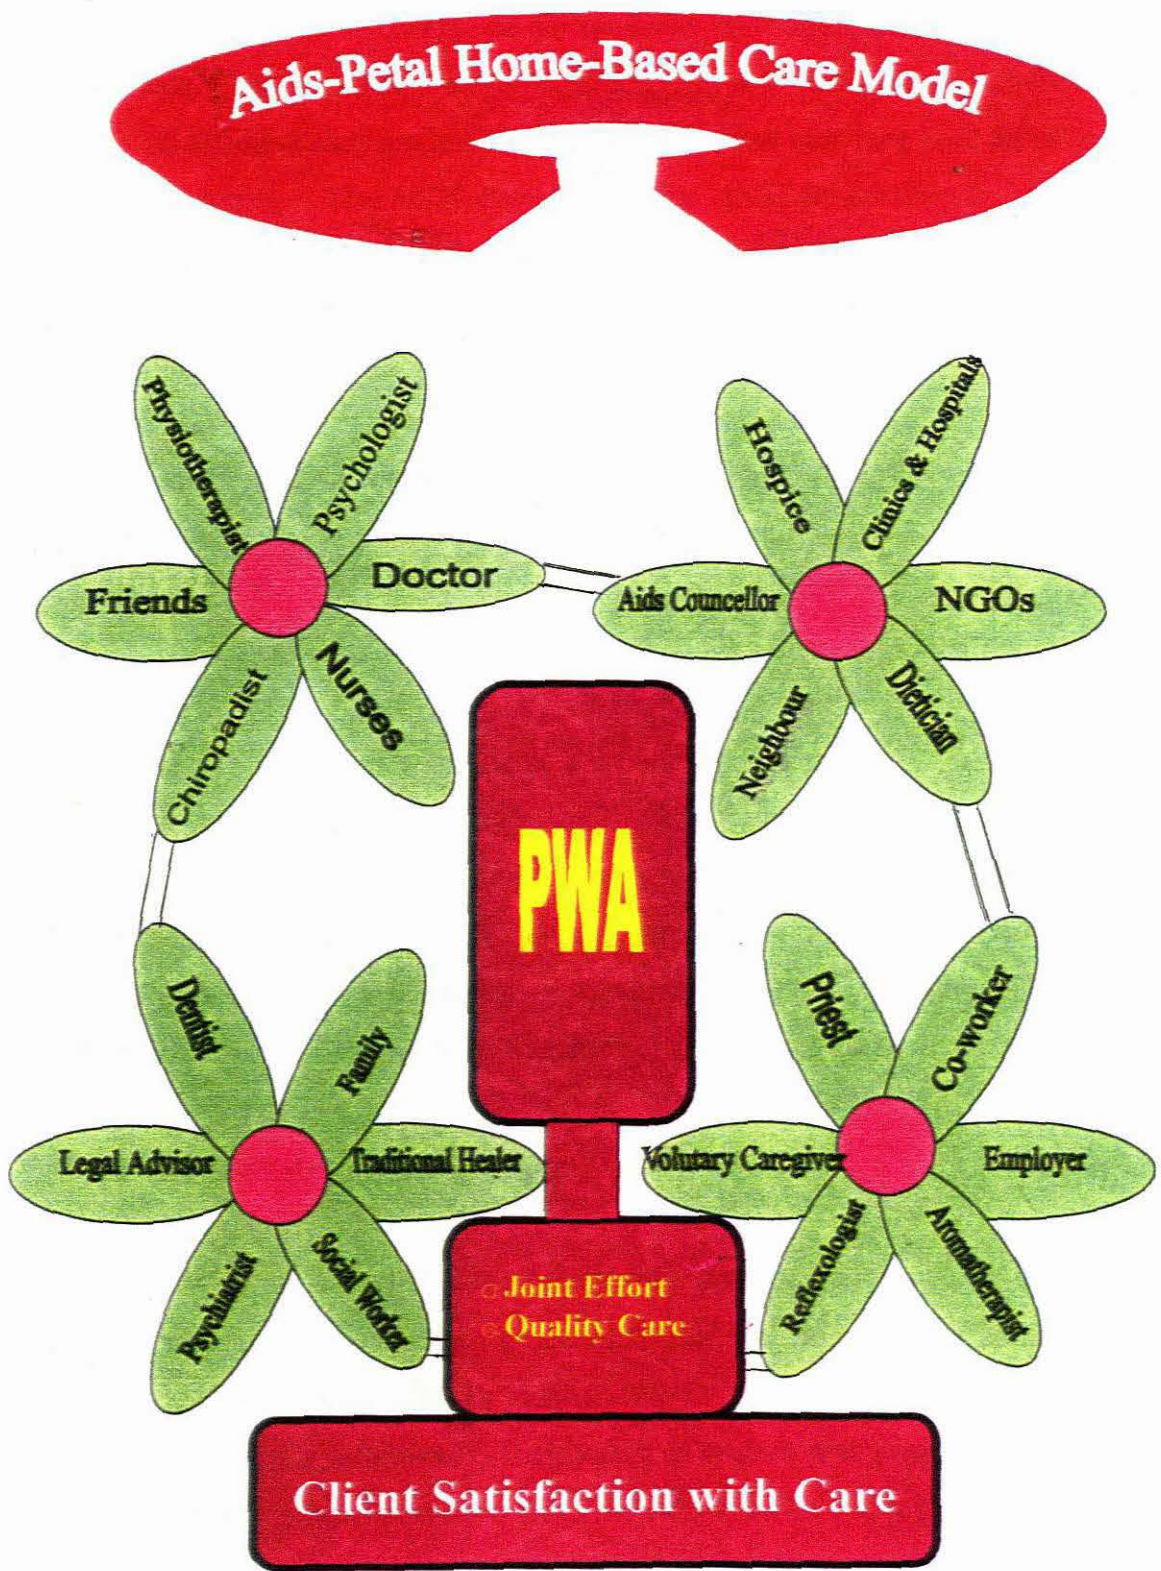 Aids-Petal Home-Based Care Model
Physiotherapist
Psychologist
Friends
Doctor
Chiropadist
Nurses
Hospice
Clinics & Hospitals
Aids Councellor
NGOs
Neighbour
Dietician
PWA
Dentist
Family
Legal Advisor
Traditional Healer
Psychiatrist
Social Worker
Priest
Co-worker
Volutary Caregiver
Employer
Reflexologist
Aromatherapist
Joint Effort
Quality Care
Client Satisfaction with Care